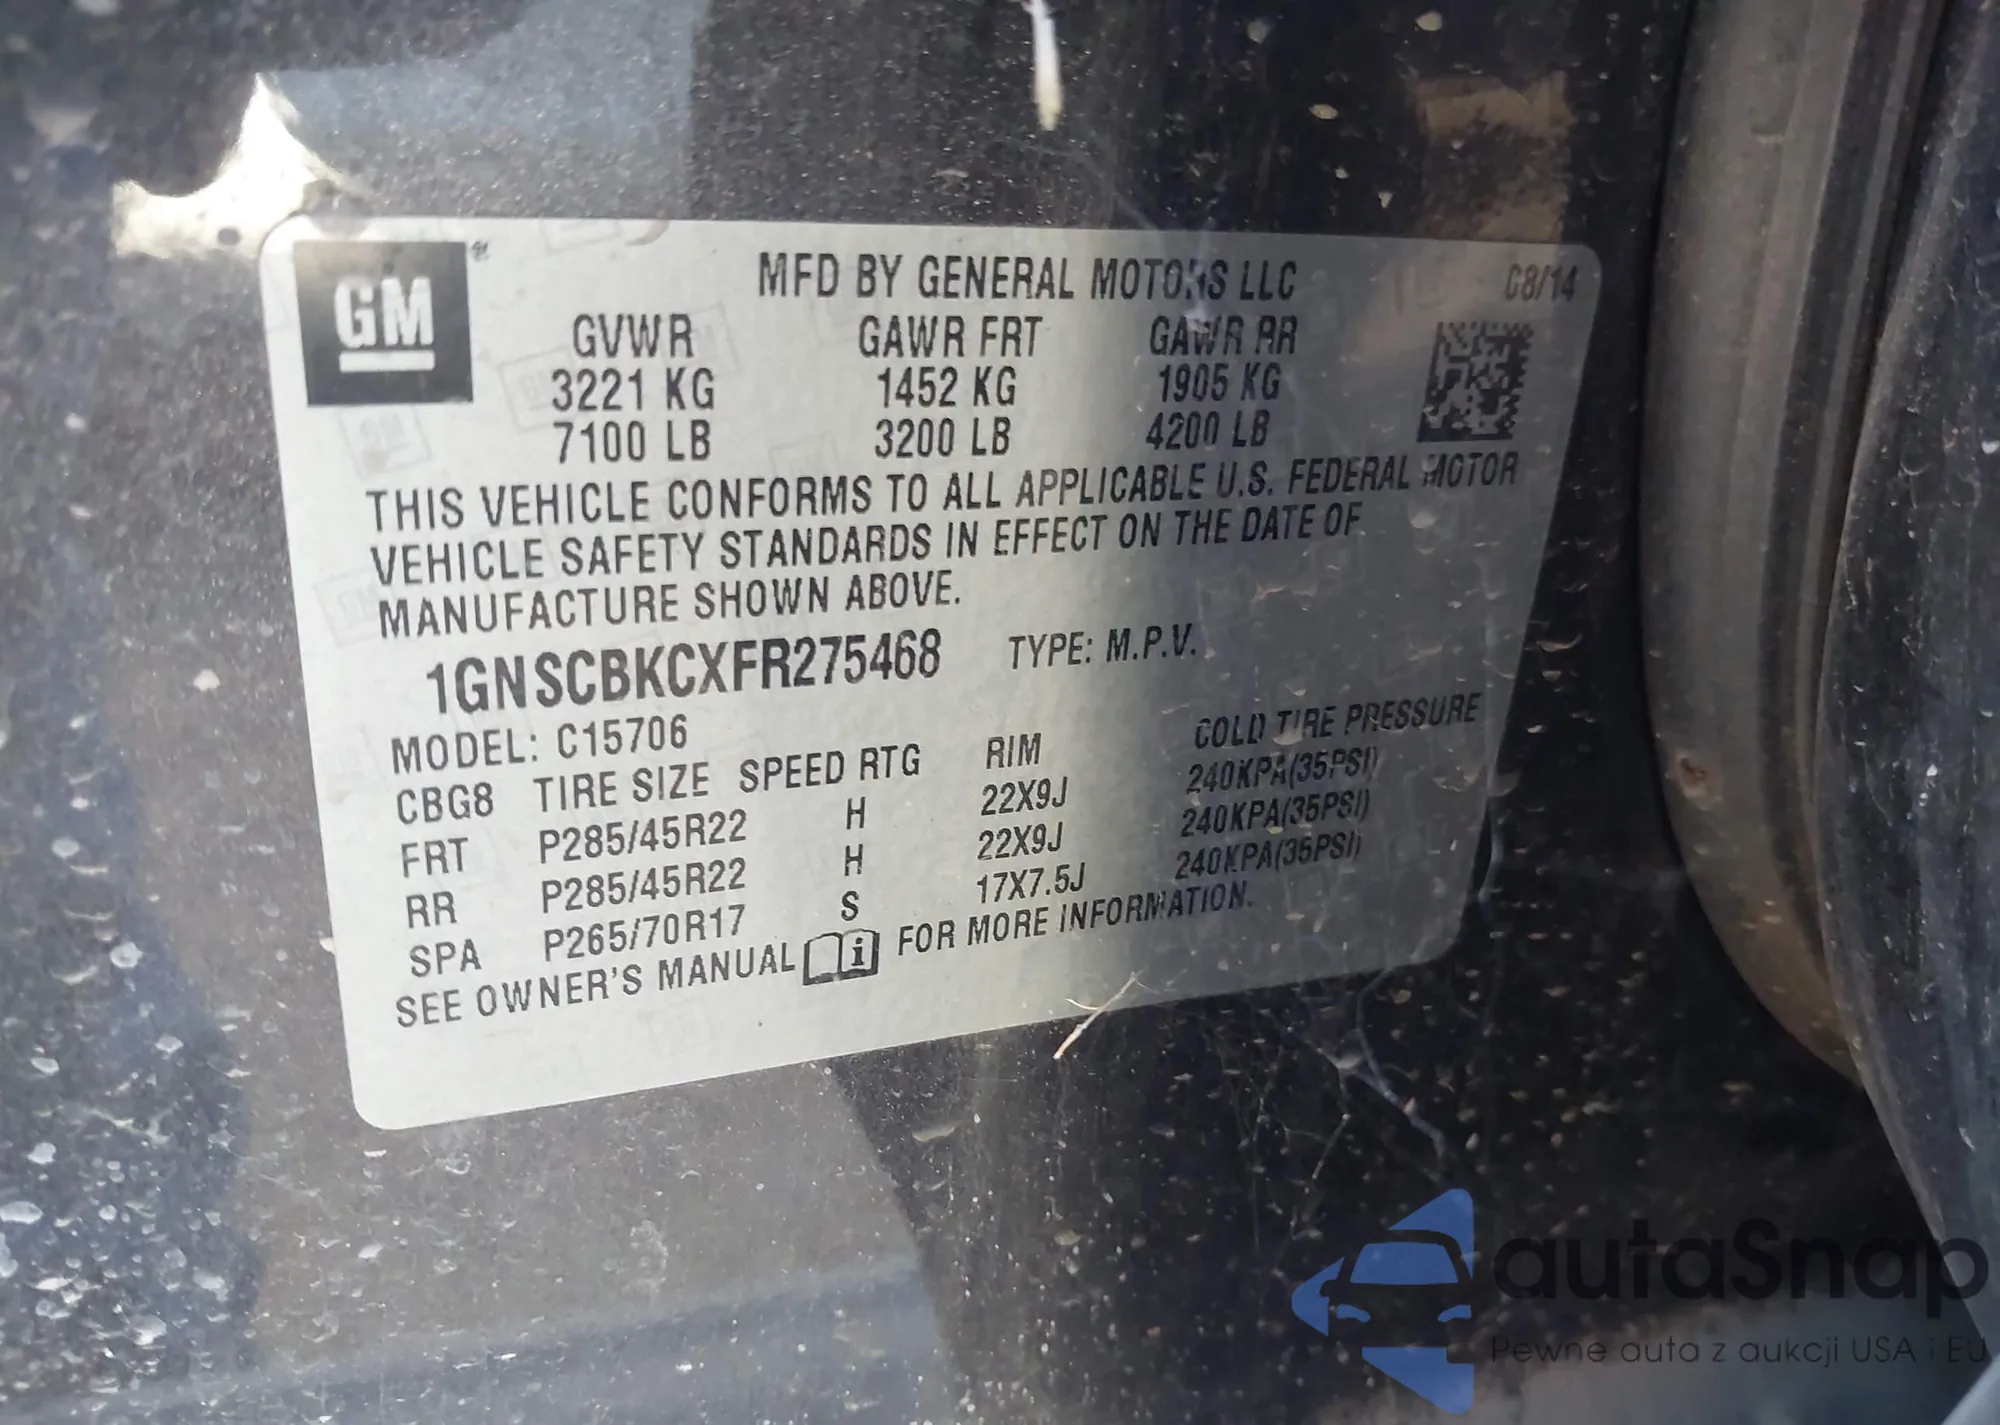 GM
MFD BY GENERAL MOTORS LLC 08/14
GVWR GAWR FRT GAWR RR
3221 KG 1452 KG 1905 KG
7100 LB 3200 LB 4200 LB
THIS VEHICLE CONFORMS TO ALL APPLICABLE U.S. FEDERAL MOTOR
VEHICLE SAFETY STANDARDS IN EFFECT ON THE DATE OF
MANUFACTURE SHOWN ABOVE.
1GNSCBKCXFR275468 TYPE: M.P.V.
MODEL: C15706
CBG8 TIRE SIZE SPEED RTG RIM COLD TIRE PRESSURE
FRT P285/45R22 H 22X9J 240KPA(35PSI)
RR P285/45R22 H 22X9J 240KPA(35PSI)
SPA P265/70R17 S 17X7.5J 240KPA(35PSI)
SEE OWNER'S MANUAL FOR MORE INFORMATION.
autaSnap
Pewne auta z aukcji USA i EU